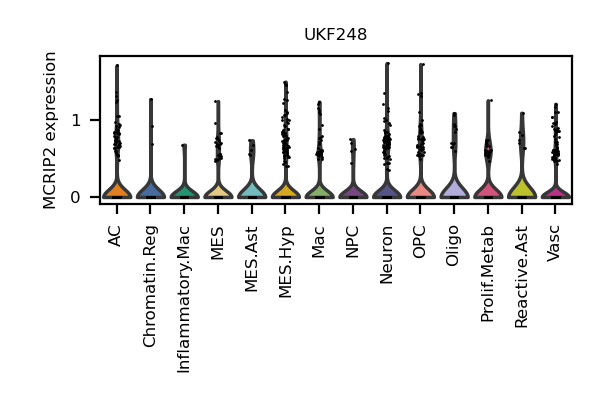 UKF248
MCRIP2 expression
1
0
AC
Chromatin.Reg
Inflammatory.Mac
MES
MES.Ast
MES.Hyp
Mac
NPC
Neuron
OPC
Oligo
Prolif.Metab
Reactive.Ast
Vasc